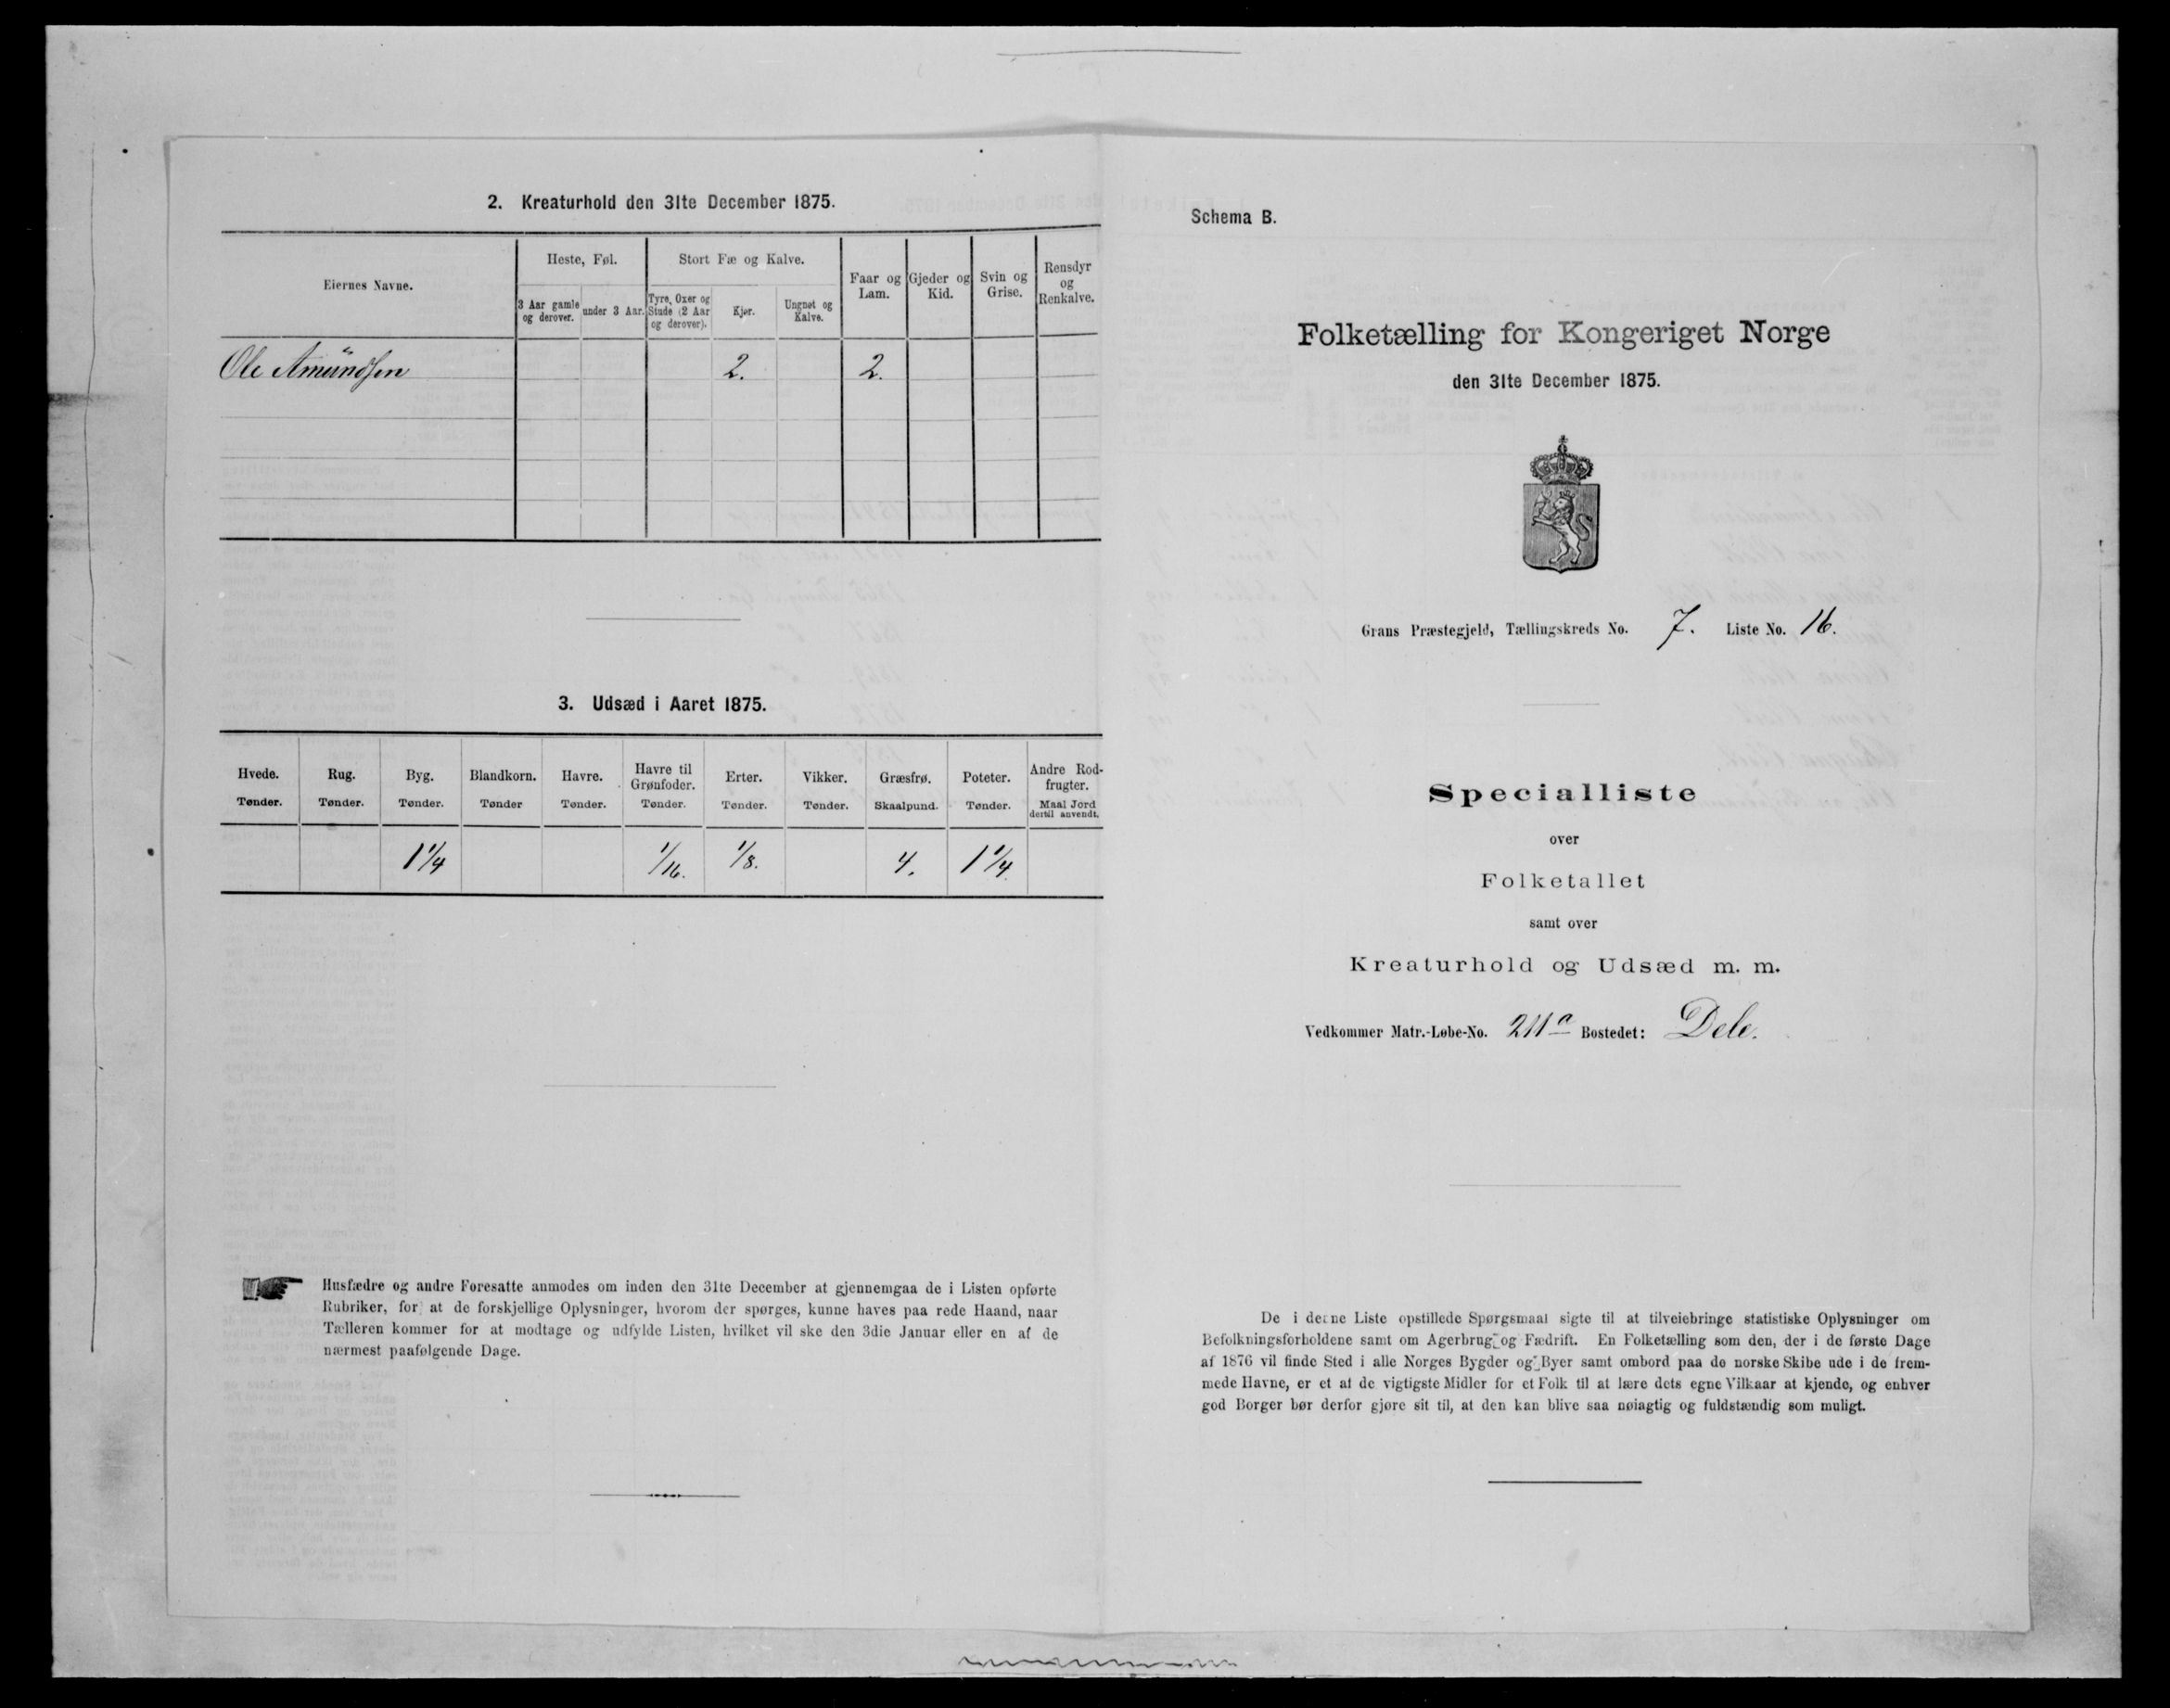 2. Kreaturhold den 31te December 1875.
Eiernes Navne.
Heste, Føl.
Stort Fæ og Kalve.
Faar og Lam.
Gjeder og Kid.
Svin og Grise.
Rensdyr og Renkalve.
3 Aar gamle og derover.
under 3 Aar.
Tyre, Oxer og Stude (2 Aar og derover).
Kjør.
Ungnøt og Kalve.
Ole Amundsen 2. 2.
3. Udsæd i Aaret 1875.
Hvede. Rug. Byg. Blandkorn. Havre. Havre til Grønfoder. Erter. Vikker. Græsfrø. Poteter. Andre Rodfrugter.
Tønder. Tønder. Tønder. Tønder Tønder. Tønder. Tønder. Tønder. Skaalpund. Tønder. Maal Jord dertil anvendt.
1 1/4 1/16. 1/8. 4. 1 1/4
Husfædre og andre Foresatte anmodes om inden den 31te December at gjennemgaa de i Listen opførte
Rubriker, for at de forskjellige Oplysninger, hvorom der spørges, kunne haves paa rede Haand, naar
Tælleren kommer for at modtage og udfylde Listen, hvilket vil ske den 3die Januar eller en af de
nærmest paafølgende Dage.
Schema B.
Folketælling for Kongeriget Norge
den 31te December 1875.
Grans Præstegjeld, Tællingskreds No. 7. Liste No. 16.
Specialliste
over
Folketallet
samt over
Kreaturhold og Udsæd m. m.
Vedkommer Matr.-Løbe-No. 211a Bostedet: Dele.
De i denne Liste opstillede Spørgsmaal sigte til at tilveiebringe statistiske Oplysninger om
Befolkningsforholdene samt om Agerbrug og Fædrift. En Folketælling som den, der i de første Dage
af 1876 vil finde Sted i alle Norges Bygder og Byer samt ombord paa de norske Skibe ude i de frem-
mede Havne, er et af de vigtigste Midler for et Folk til at lære dets egne Vilkaar at kjende, og enhver
god Borger bør derfor gjøre sit til, at den kan blive saa nøiagtig og fuldstændig som muligt.